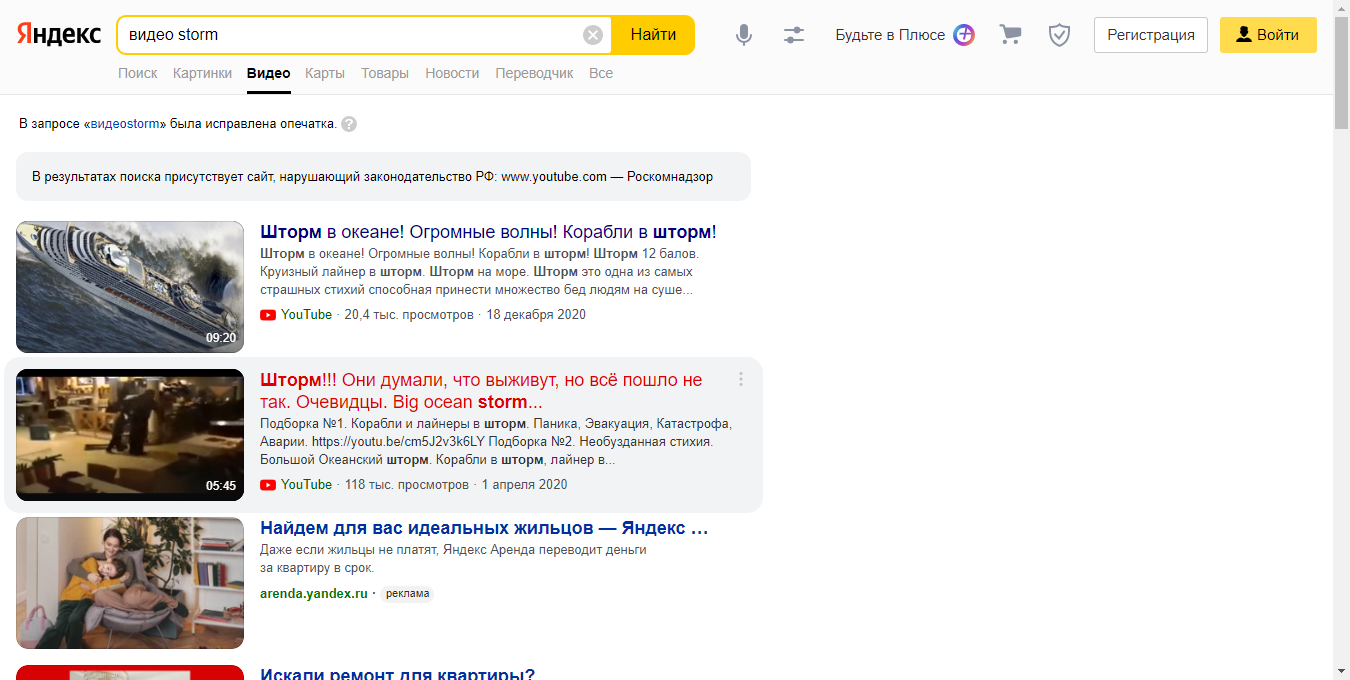 Яндекс
видео storm
Найти
Будьте в Плюсе
Регистрация
Войти
Поиск Картинки Видео Карты Товары Новости Переводчик Все
В запросе «видеоstorm» была исправлена опечатка. ?
В результатах поиска присутствует сайт, нарушающий законодательство РФ: www.youtube.com — Роскомнадзор
09:20
Шторм в океане! Огромные волны! Корабли в шторм!
Шторм в океане! Огромные волны! Корабли в шторм! Шторм 12 балов.
Круизный лайнер в шторм. Шторм на море. Шторм это одна из самых
страшных стихий способная принести множество бед людям на суше...
YouTube · 20,4 тыс. просмотров · 18 декабря 2020
05:45
Шторм!!! Они думали, что выживут, но всё пошло не
так. Очевидцы. Big ocean storm...
Подборка №1. Корабли и лайнеры в шторм. Паника, Эвакуация, Катастрофа,
Аварии. https://youtu.be/cm5J2v3k6LY Подборка №2. Необузданная стихия.
Большой Океанский шторм. Корабли в шторм, лайнер в...
YouTube · 118 тыс. просмотров · 1 апреля 2020
Найдем для вас идеальных жильцов — Яндекс ...
Даже если жильцы не платят, Яндекс Аренда переводит деньги
за квартиру в срок.
arenda.yandex.ru · реклама
Искали ремонт для квартиры?